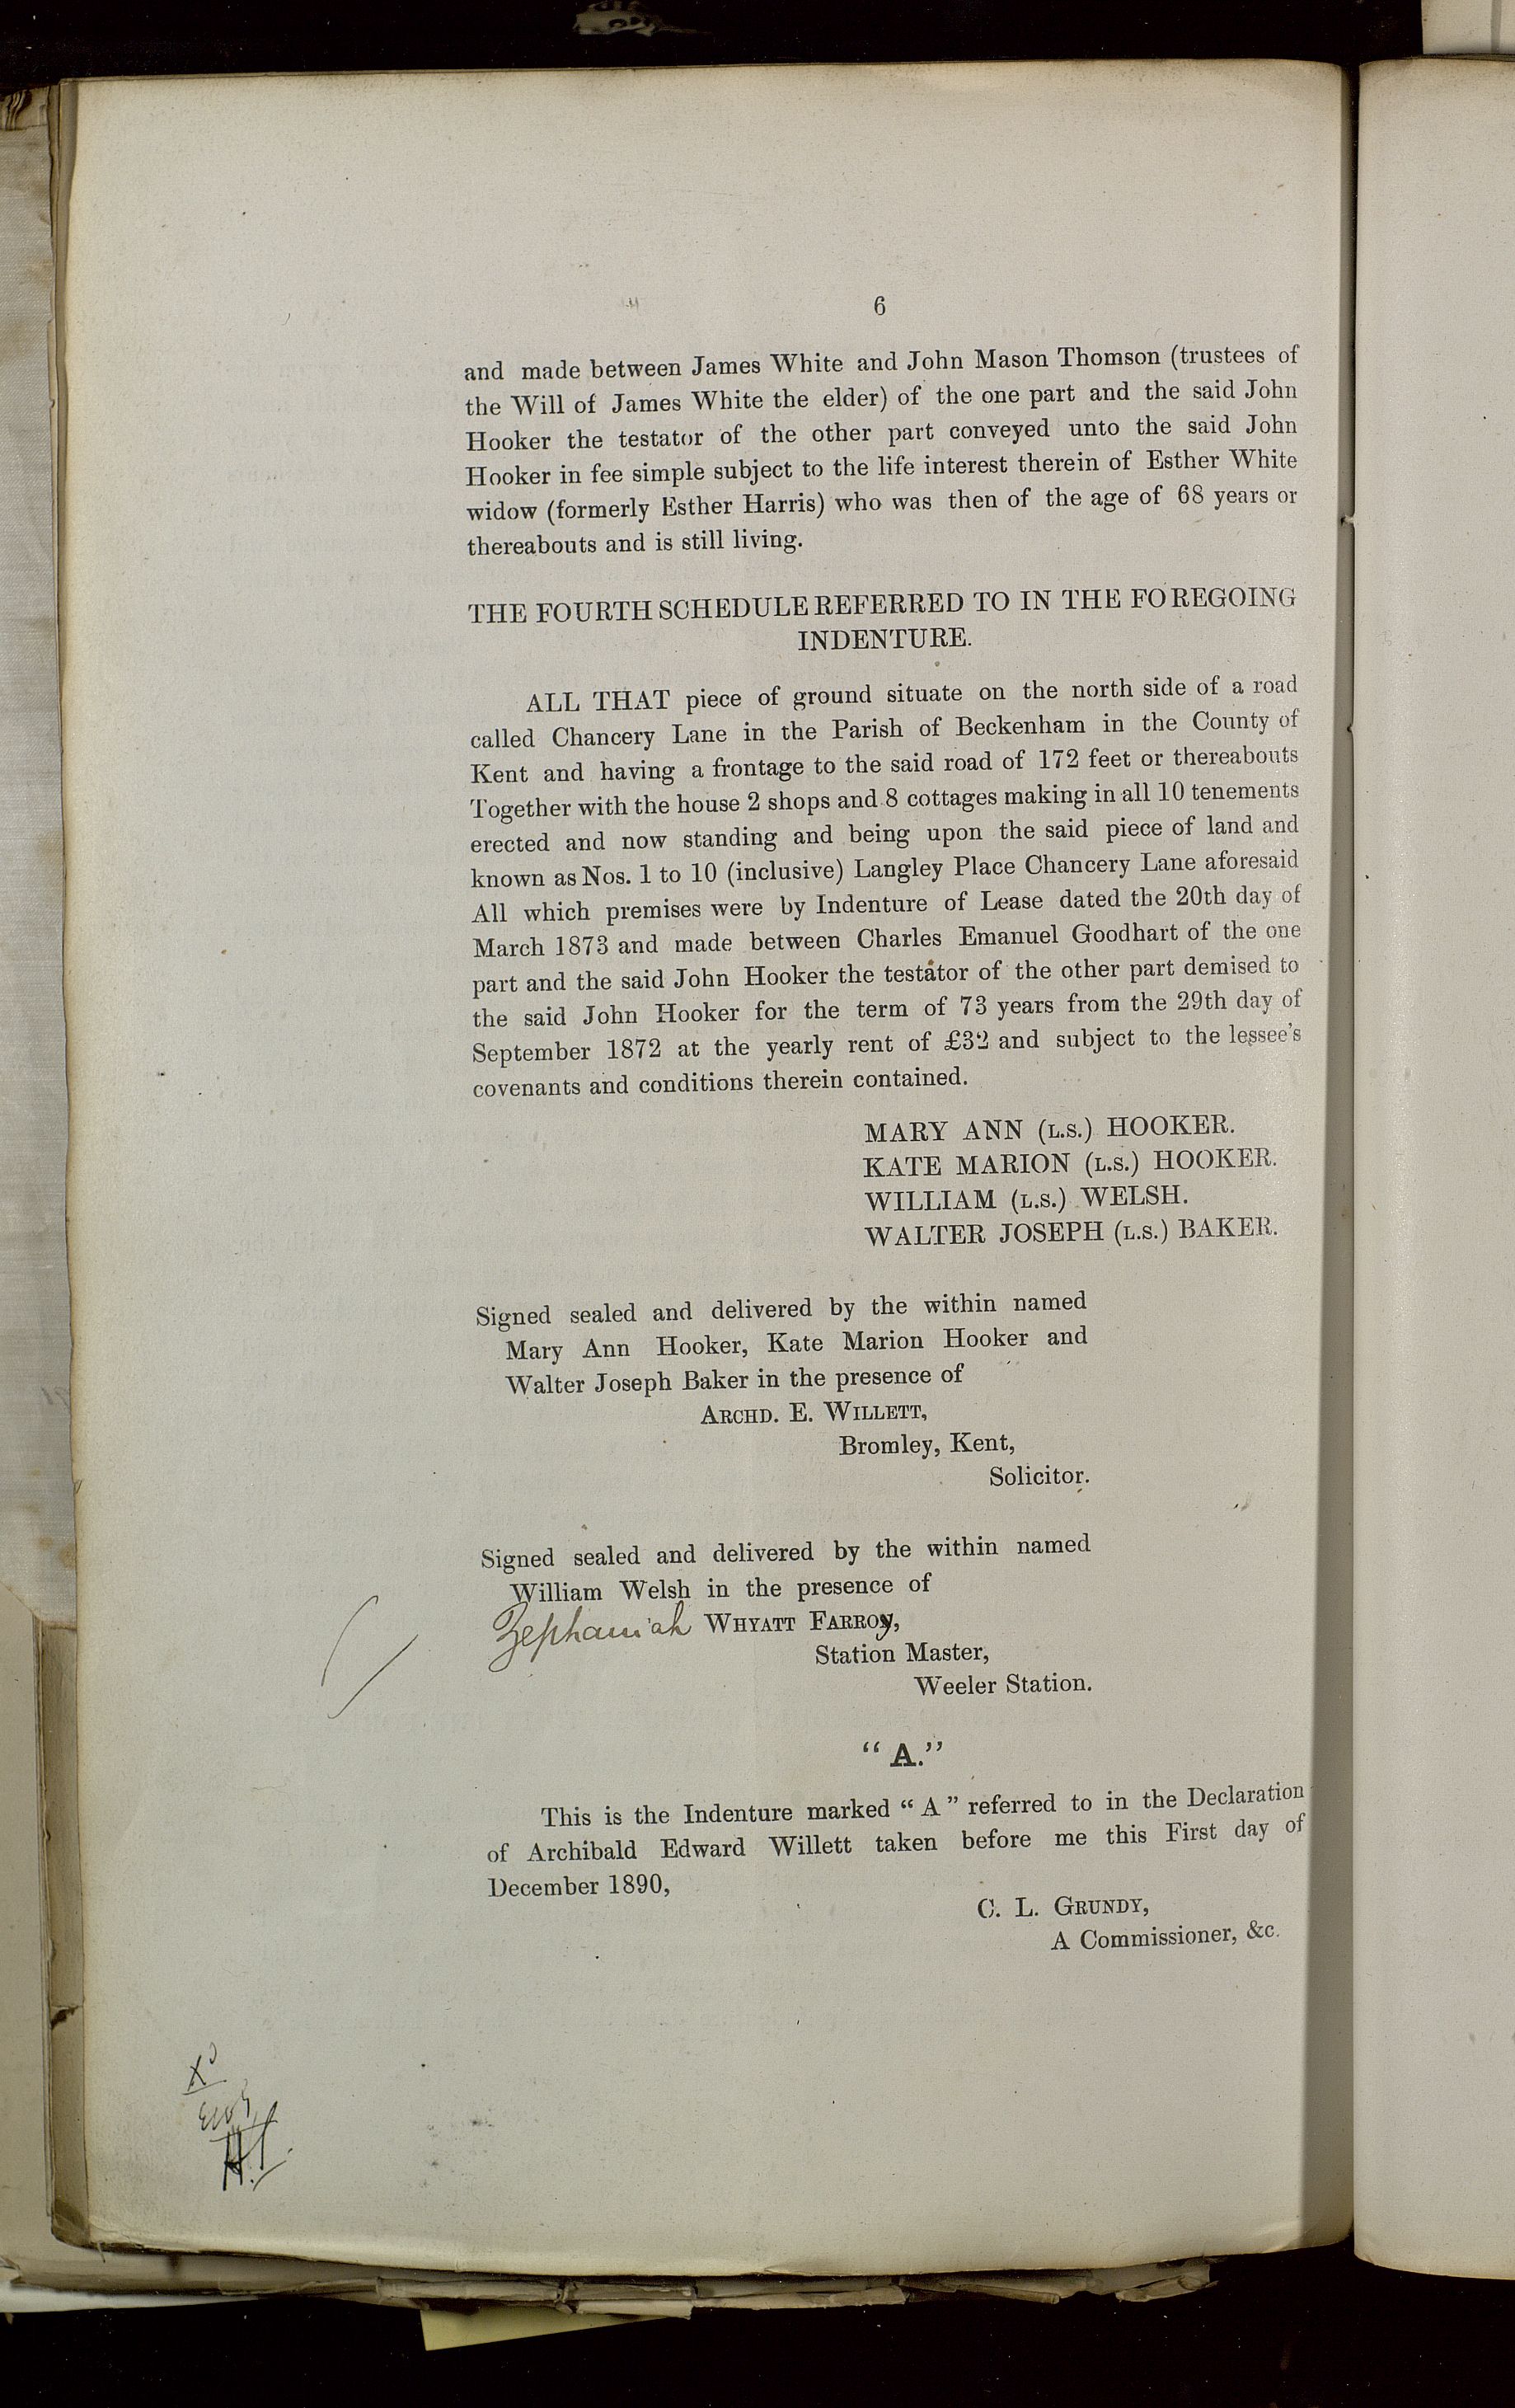 6
and made between James White and John Mason Thomson (trustees of
the Will of James White the elder) of the one part and the said John
Hooker the testator of the other part conveyed unto the said John
Hooker in fee simple subject to the life interest therein of Esther White
widow (formerly Esther Harris) who was then of the age of 68 years or
thereabouts and is still living.
THE FOURTH SCHEDULE REFERRED TO IN THE FOREGOING
INDENTURE.
ALL THAT piece of ground situate on the north side of a road
called Chancery Lane in the Parish of Beckenham in the County of
Kent and having a frontage to the said road of 172 feet or thereabouts
Together with the house 2 shops and 8 cottages making in all 10 tenements
erected and now standing and being upon the said piece of land and
known as Nos. 1 to 10 (inclusive) Langley Place Chancery Lane aforesaid
All which premises were by Indenture of Lease dated the 20th day of
March 1873 and made between Charles Emanuel Goodhart of the one
part and the said John Hooker the testator of the other part demised to
the said John Hooker for the term of 73 years from the 29th day of
September 1872 at the yearly rent of £32 and subject to the lessee's
covenants and conditions therein contained.
MARY ANN (L.S.) HOOKER.
KATE MARION (L.S.) HOOKER.
WILLIAM (L.S.) WELSH.
WALTER JOSEPH (L.S.) BAKER.
Signed sealed and delivered by the within named
Mary Ann Hooker, Kate Marion Hooker and
Walter Joseph Baker in the presence of
ARCHD. E. WILLETT,
Bromley, Kent,
Solicitor.
Signed sealed and delivered by the within named
William Welsh in the presence of
Zephaniah WHYATT FARROy,
Station Master,
Weeler Station.
"A."
This is the Indenture marked "A" referred to in the Declaration
of Archibald Edward Willett taken before me this First day of
December 1890,
C. L. GRUNDY,
A Commissioner, &c.